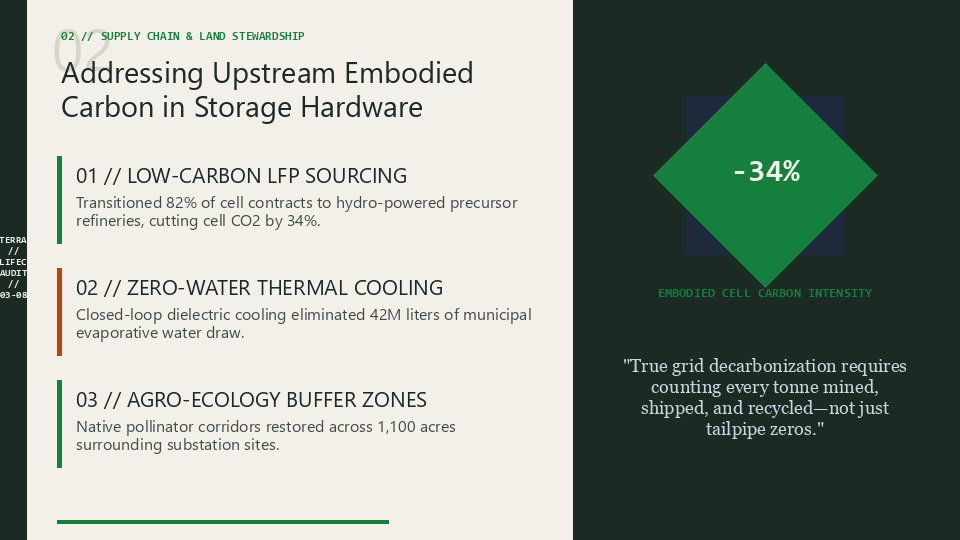 TERRA
//
LIFEC
AUDIT
//
03-08
02
02 // SUPPLY CHAIN & LAND STEWARDSHIP
Addressing Upstream Embodied
Carbon in Storage Hardware
01 // LOW-CARBON LFP SOURCING
Transitioned 82% of cell contracts to hydro-powered precursor
refineries, cutting cell CO2 by 34%.
02 // ZERO-WATER THERMAL COOLING
Closed-loop dielectric cooling eliminated 42M liters of municipal
evaporative water draw.
03 // AGRO-ECOLOGY BUFFER ZONES
Native pollinator corridors restored across 1,100 acres
surrounding substation sites.
-34%
EMBODIED CELL CARBON INTENSITY
"True grid decarbonization requires
counting every tonne mined,
shipped, and recycled—not just
tailpipe zeros."